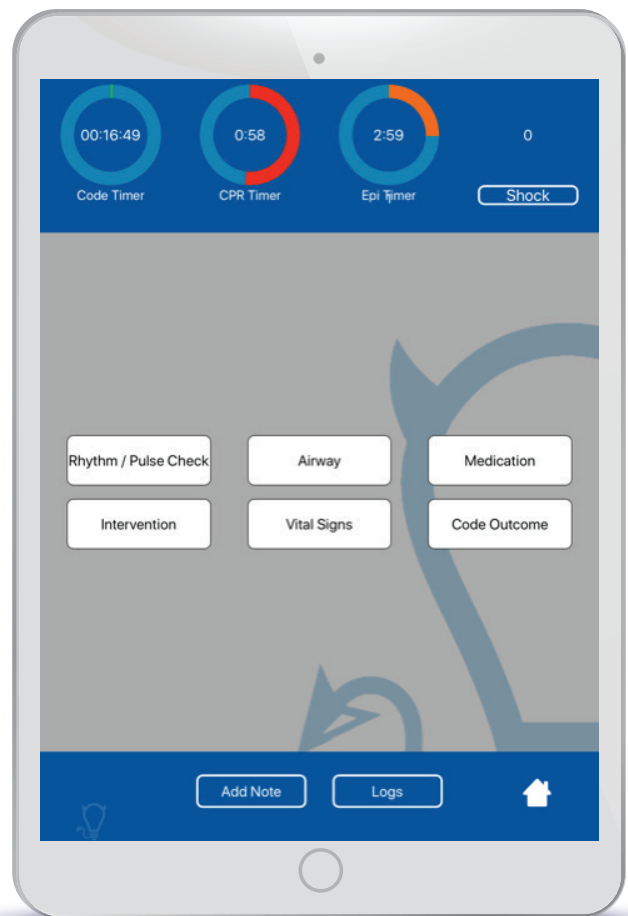 00:16:49 0:58 2:59 0
Code Timer CPR Timer Epi Timer Shock
Rhythm / Pulse Check Airway Medication
Intervention Vital Signs Code Outcome
Add Note Logs